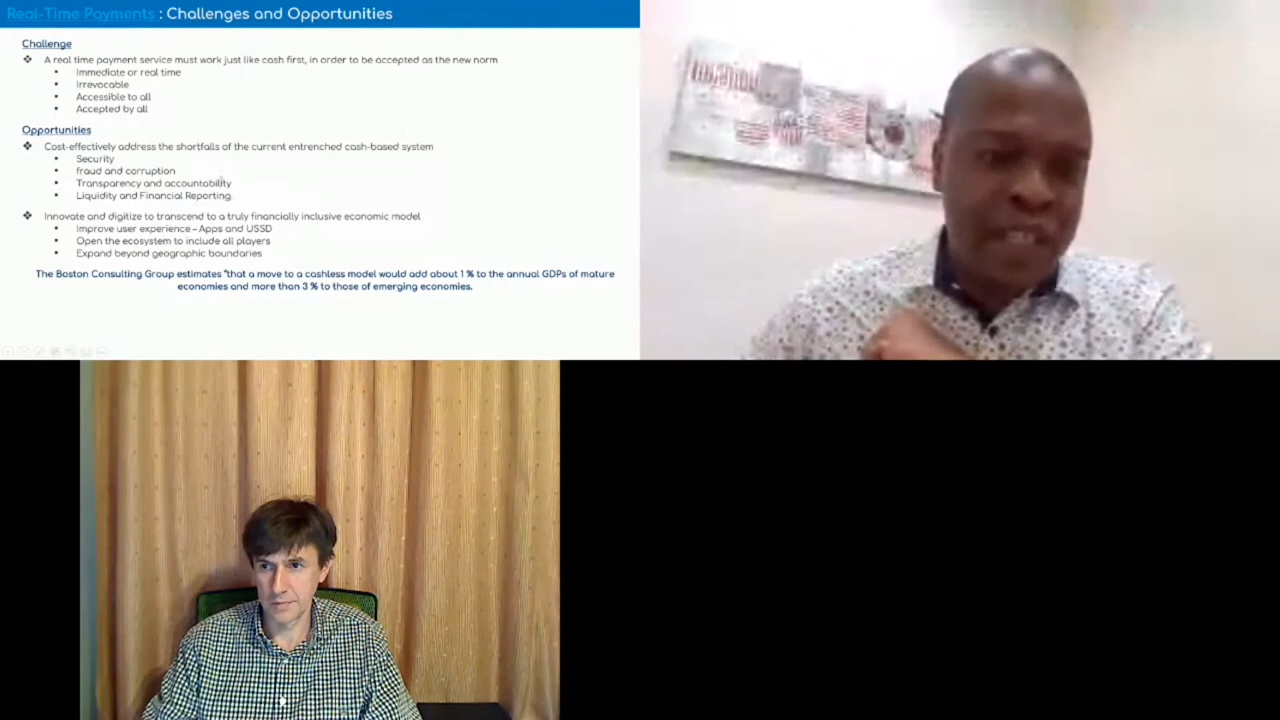 Real-Time Payments : Challenges and Opportunities
Challenge
❖ A real time payment service must work just like cash first, in order to be accepted as the new norm
• Immediate or real time
• Irrevocable
• Accessible to all
• Accepted by all
Opportunities
❖ Cost-effectively address the shortfalls of the current entrenched cash-based system
• Security
• fraud and corruption
• Transparency and accountability
• Liquidity and Financial Reporting
❖ Innovate and digitize to transcend to a truly financially inclusive economic model
• Improve user experience – Apps and USSD
• Open the ecosystem to include all players
• Expand beyond geographic boundaries
The Boston Consulting Group estimates "that a move to a cashless model would add about 1 % to the annual GDPs of mature
economies and more than 3 % to those of emerging economies.